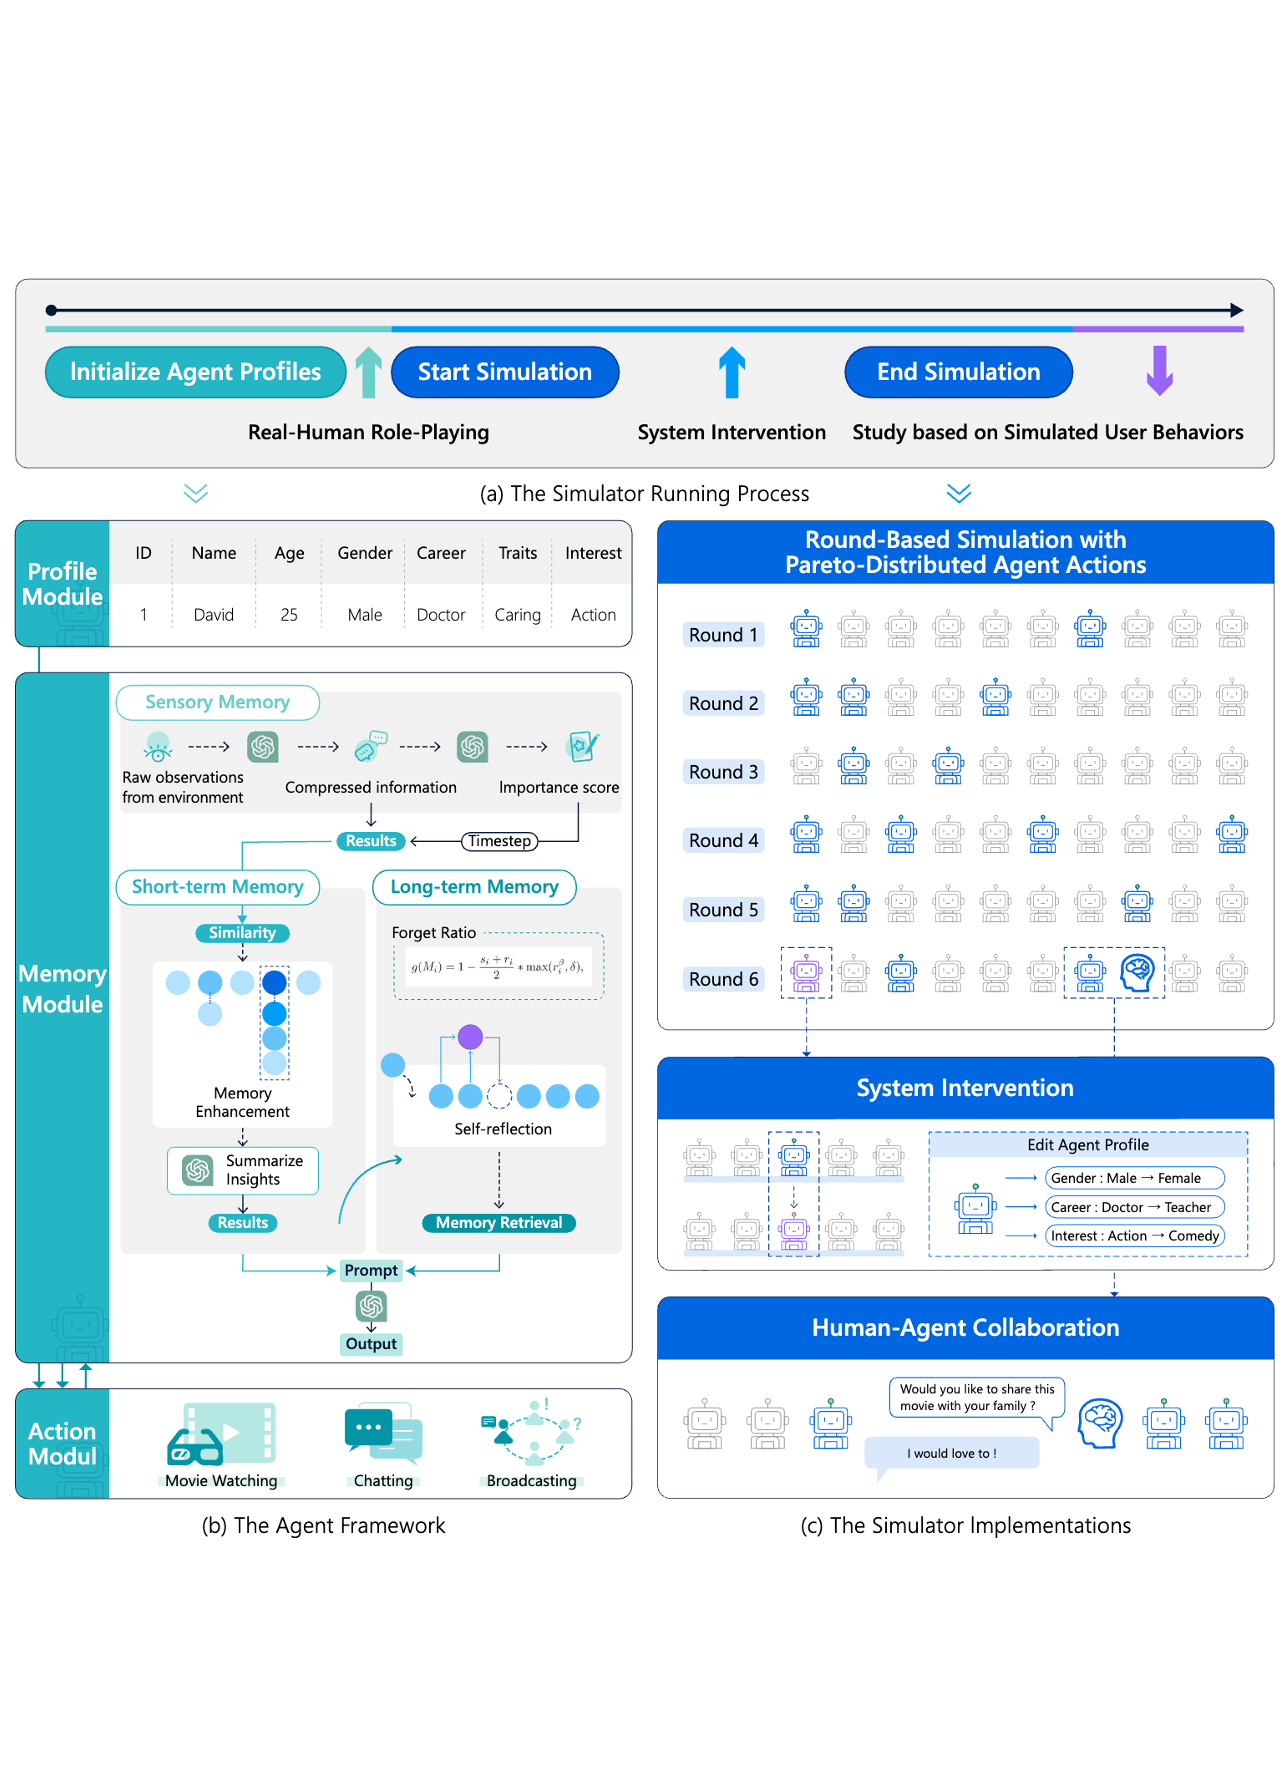 Initialize Agent Profiles
Start Simulation
End Simulation
Real-Human Role-Playing
System Intervention
Study based on Simulated User Behaviors
(a) The Simulator Running Process
Profile
Module
ID Name Age Gender Career Traits Interest
1 David 25 Male Doctor Caring Action
Memory
Module
Sensory Memory
Raw observations
from environment
Compressed information
Importance score
Results
Timestep
Short-term Memory
Similarity
Memory
Enhancement
Summarize
Insights
Results
Long-term Memory
Forget Ratio
g(M_i) = 1 − (s_i + r_i)/2 * max(r_i^β, δ),
Self-reflection
Memory Retrieval
Prompt
Output
Action
Modul
Movie Watching
Chatting
!
?
Broadcasting
(b) The Agent Framework
Round-Based Simulation with
Pareto-Distributed Agent Actions
Round 1
Round 2
Round 3
Round 4
Round 5
Round 6
System Intervention
Edit Agent Profile
Gender : Male → Female
Career : Doctor → Teacher
Interest : Action → Comedy
Human-Agent Collaboration
Would you like to share this
movie with your family ?
I would love to !
(c) The Simulator Implementations